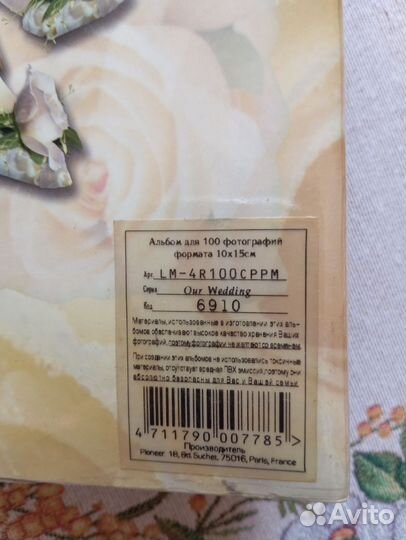 Альбом для 100 фотографий
формата 10х15см
Арт. LM-4R100CPPM
Серия Our Wedding
Код 6910
Материалы, использованные в изготовлении этих аль-
бомов обеспечивают высокое качество хранения Ваших
фотографий, поэтому фотографии не желтеют со временем.
При создании этих альбомов не использовались токсичные
материалы, отсутствует вредная ПВХ эмиссия, поэтому они
абсолютно безопасны для Вас и Вашей семьи.
4 711790 007785>
Производитель
Pioneer 18, Bd. Suchet, 75016, Paris, France
Avito